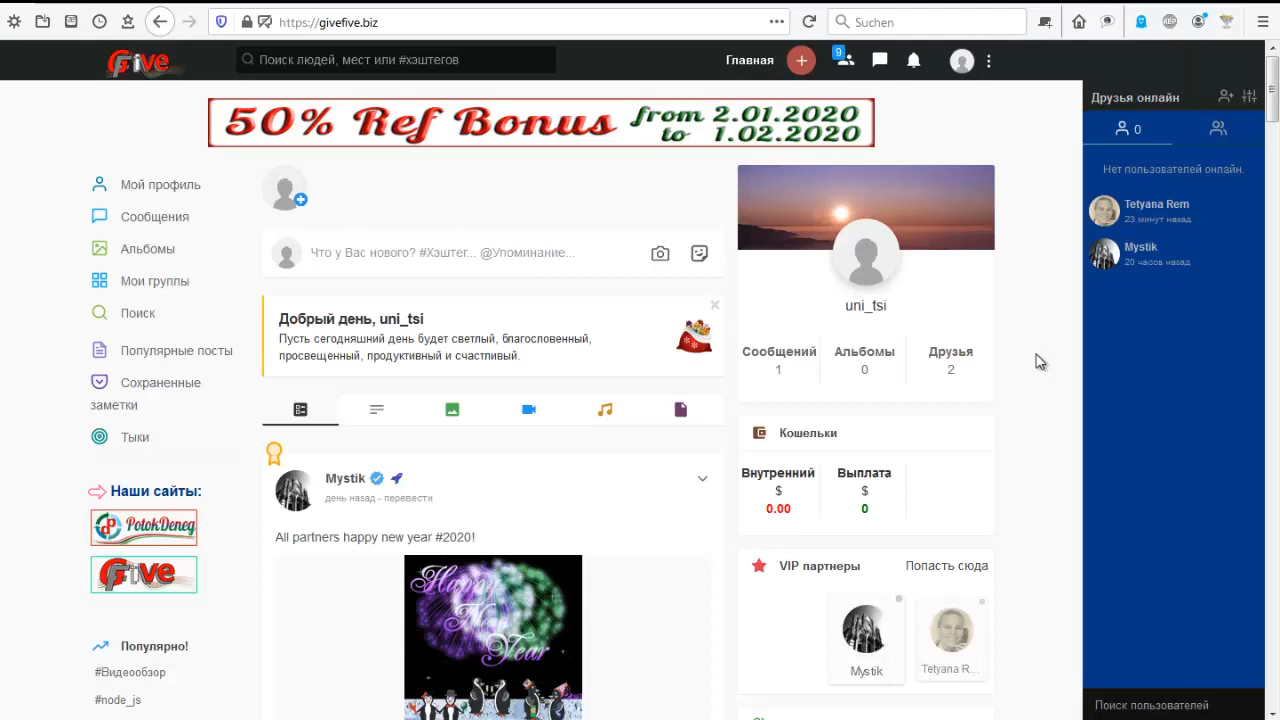 https://givefive.biz
Suchen
Give
Поиск людей, мест или #хэштегов
Главная
9
50% Ref Bonus from 2.01.2020
to 1.02.2020
Друзья онлайн
0
Нет пользователей онлайн.
Tetyana Rem
23 минут назад
Mystik
20 часов назад
Поиск пользователей
Мой профиль
Сообщения
Альбомы
Мои группы
Поиск
Популярные посты
Сохраненные
заметки
Тыки
Наши сайты:
PotokDeneg
Give
Популярно!
#Видеообзор
#node_js
Что у Вас нового? #Хэштег... @Упоминание...
Добрый день, uni_tsi
Пусть сегодняшний день будет светлый, благословенный,
просвещенный, продуктивный и счастливый.
Mystik
день назад - перевести
All partners happy new year #2020!
Happy
New
Year
uni_tsi
Сообщений Альбомы Друзья
1 0 2
Кошельки
Внутренний Выплата
$ $
0.00 0
VIP партнеры Попасть сюда
Mystik Tetyana R...